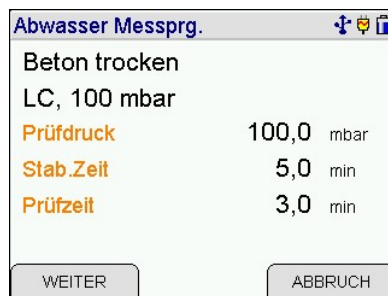 Abwasser Messprg.
Beton trocken
LC, 100 mbar
Prüfdruck 100,0 mbar
Stab.Zeit 5,0 min
Prüfzeit 3,0 min
WEITER ABBRUCH